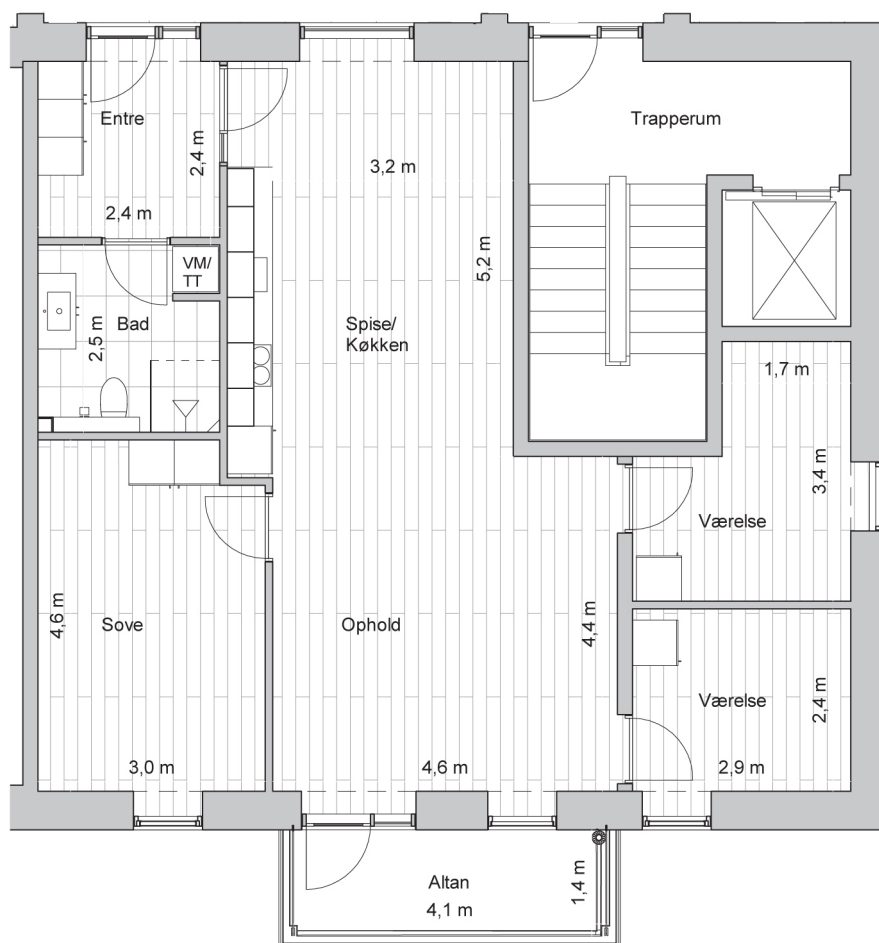 Entre
2,4 m
2,4 m
3,2 m
5,2 m
Trapperum
VM/
TT
Bad
2,5 m
Spise/
Køkken
1,7 m
3,4 m
Værelse
4,6 m
Sove
3,0 m
Ophold
4,4 m
4,6 m
Værelse
2,4 m
2,9 m
Altan
4,1 m
1,4 m